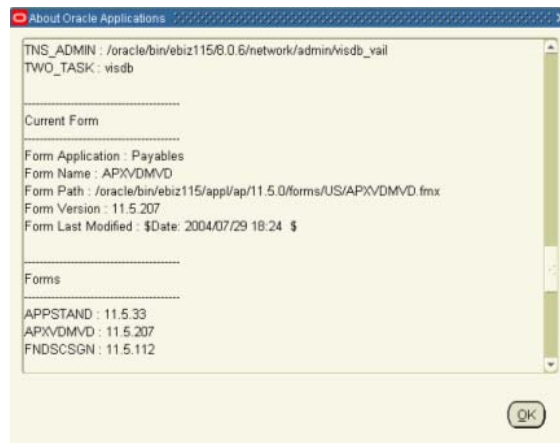 About Oracle Applications
TNS_ADMIN : /oracle/bin/ebiz115/8.0.6/network/admin/visdb_vail
TWO_TASK : visdb
----------------------------------------
Current Form
----------------------------------------
Form Application : Payables
Form Name : APXVDMVD
Form Path : /oracle/bin/ebiz115/appl/ap/11.5.0/forms/US/APXVDMVD.fmx
Form Version : 11.5.207
Form Last Modified : $Date: 2004/07/29 18:24 $
----------------------------------------
Forms
----------------------------------------
APPSTAND : 11.5.33
APXVDMVD : 11.5.207
FNDSCSGN : 11.5.112
OK